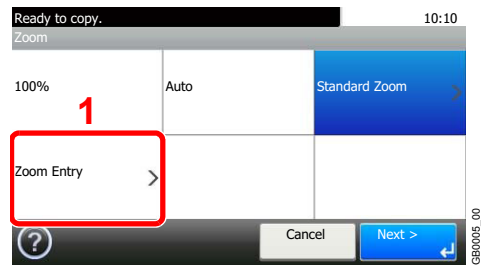 Ready to copy.
10:10
Zoom
100%
Auto
Standard Zoom
1
Zoom Entry
?
Cancel
Next >
GB0005_00